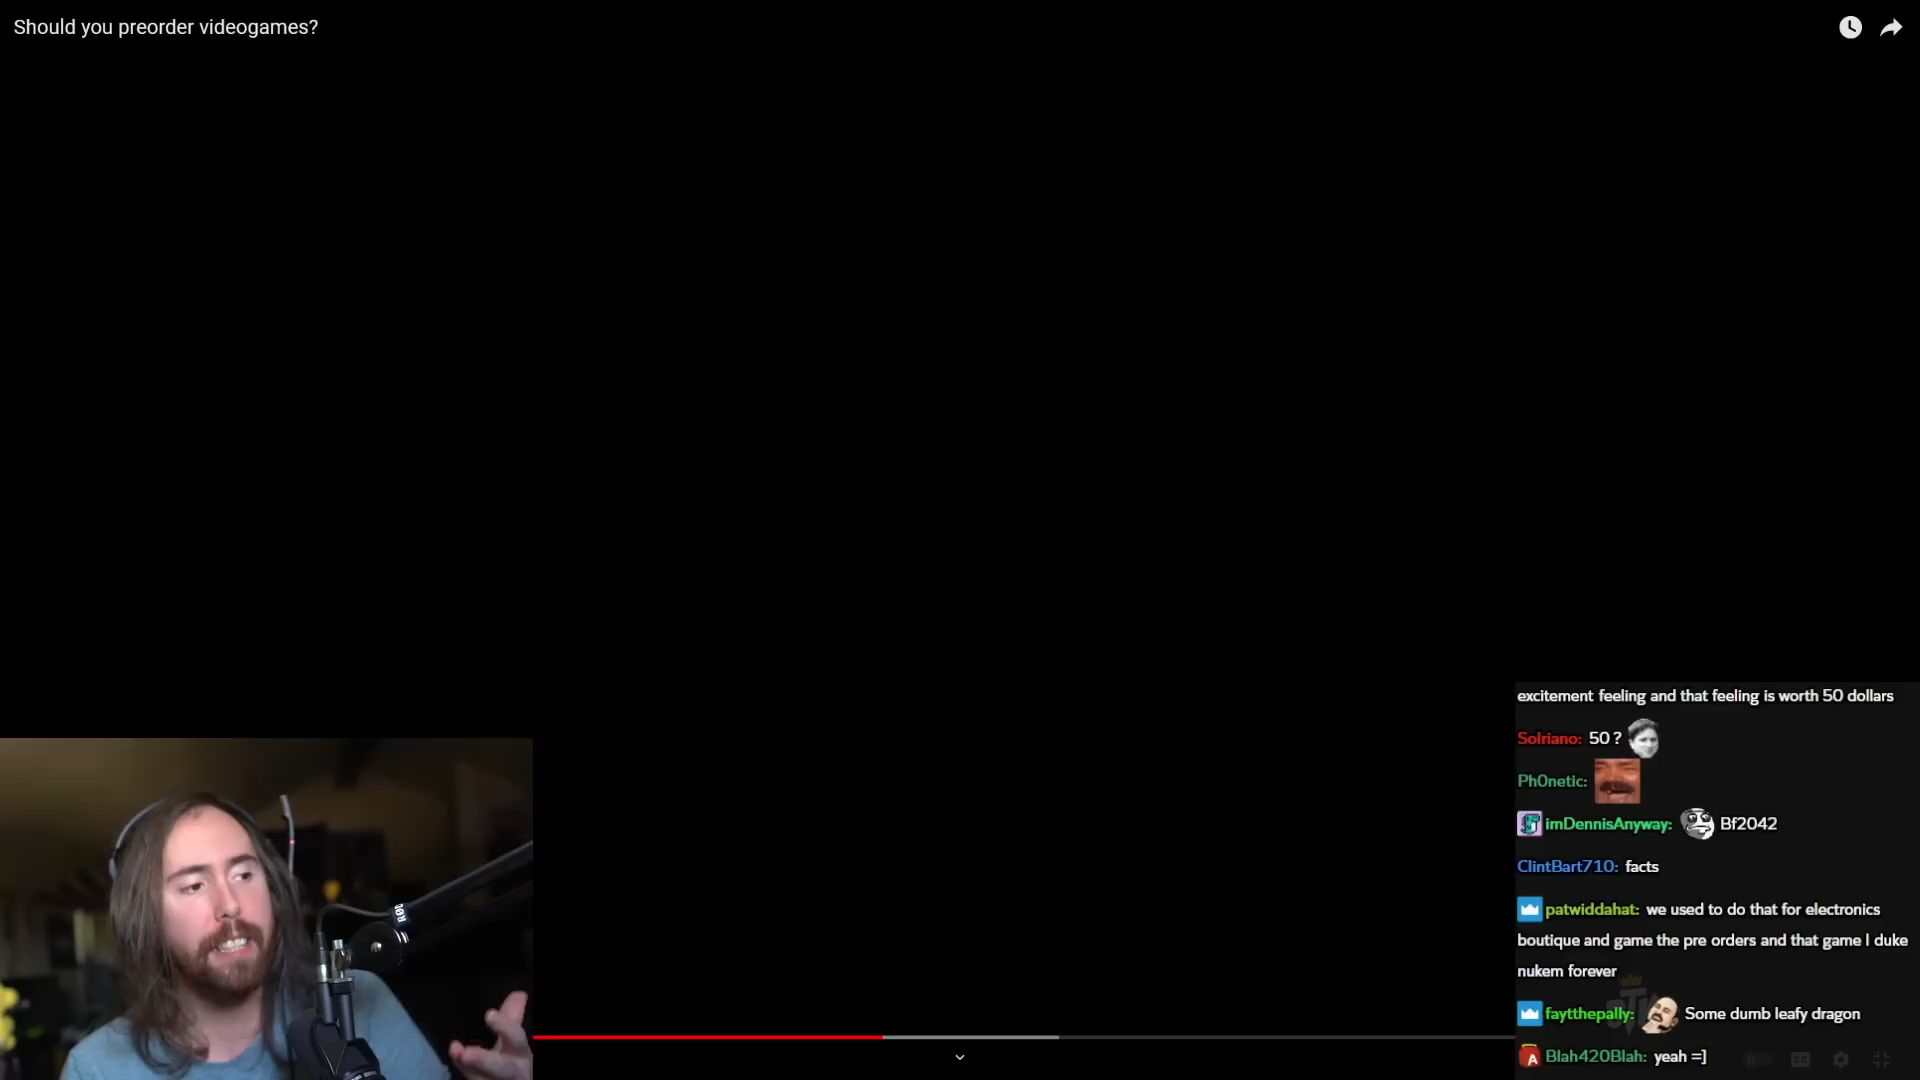 Should you preorder videogames?
excitement feeling and that feeling is worth 50 dollars
Solriano: 50 ?
Ph0netic:
imDennisAnyway: Bf2042
ClintBart710: facts
patwiddahat: we used to do that for electronics
boutique and game the pre orders and that game I duke
nukem forever
faytthepally: Some dumb leafy dragon
Blah420Blah: yeah =]